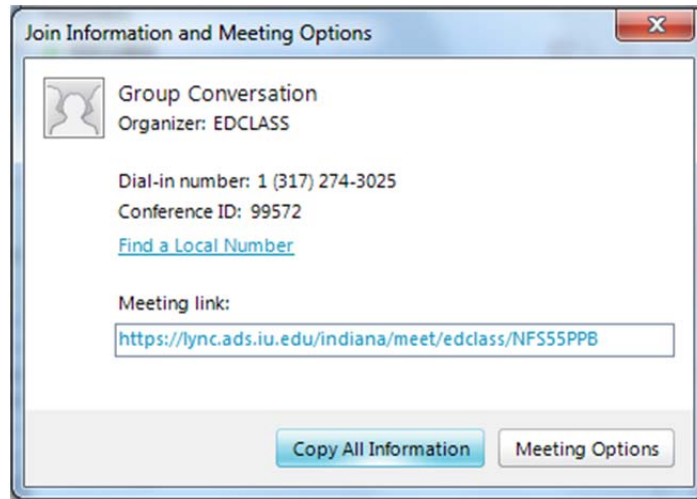 Join Information and Meeting Options
Group Conversation
Organizer: EDCLASS
Dial-in number: 1 (317) 274-3025
Conference ID: 99572
Find a Local Number
Meeting link:
https://lync.ads.iu.edu/indiana/meet/edclass/NFS55PPB
Copy All Information
Meeting Options